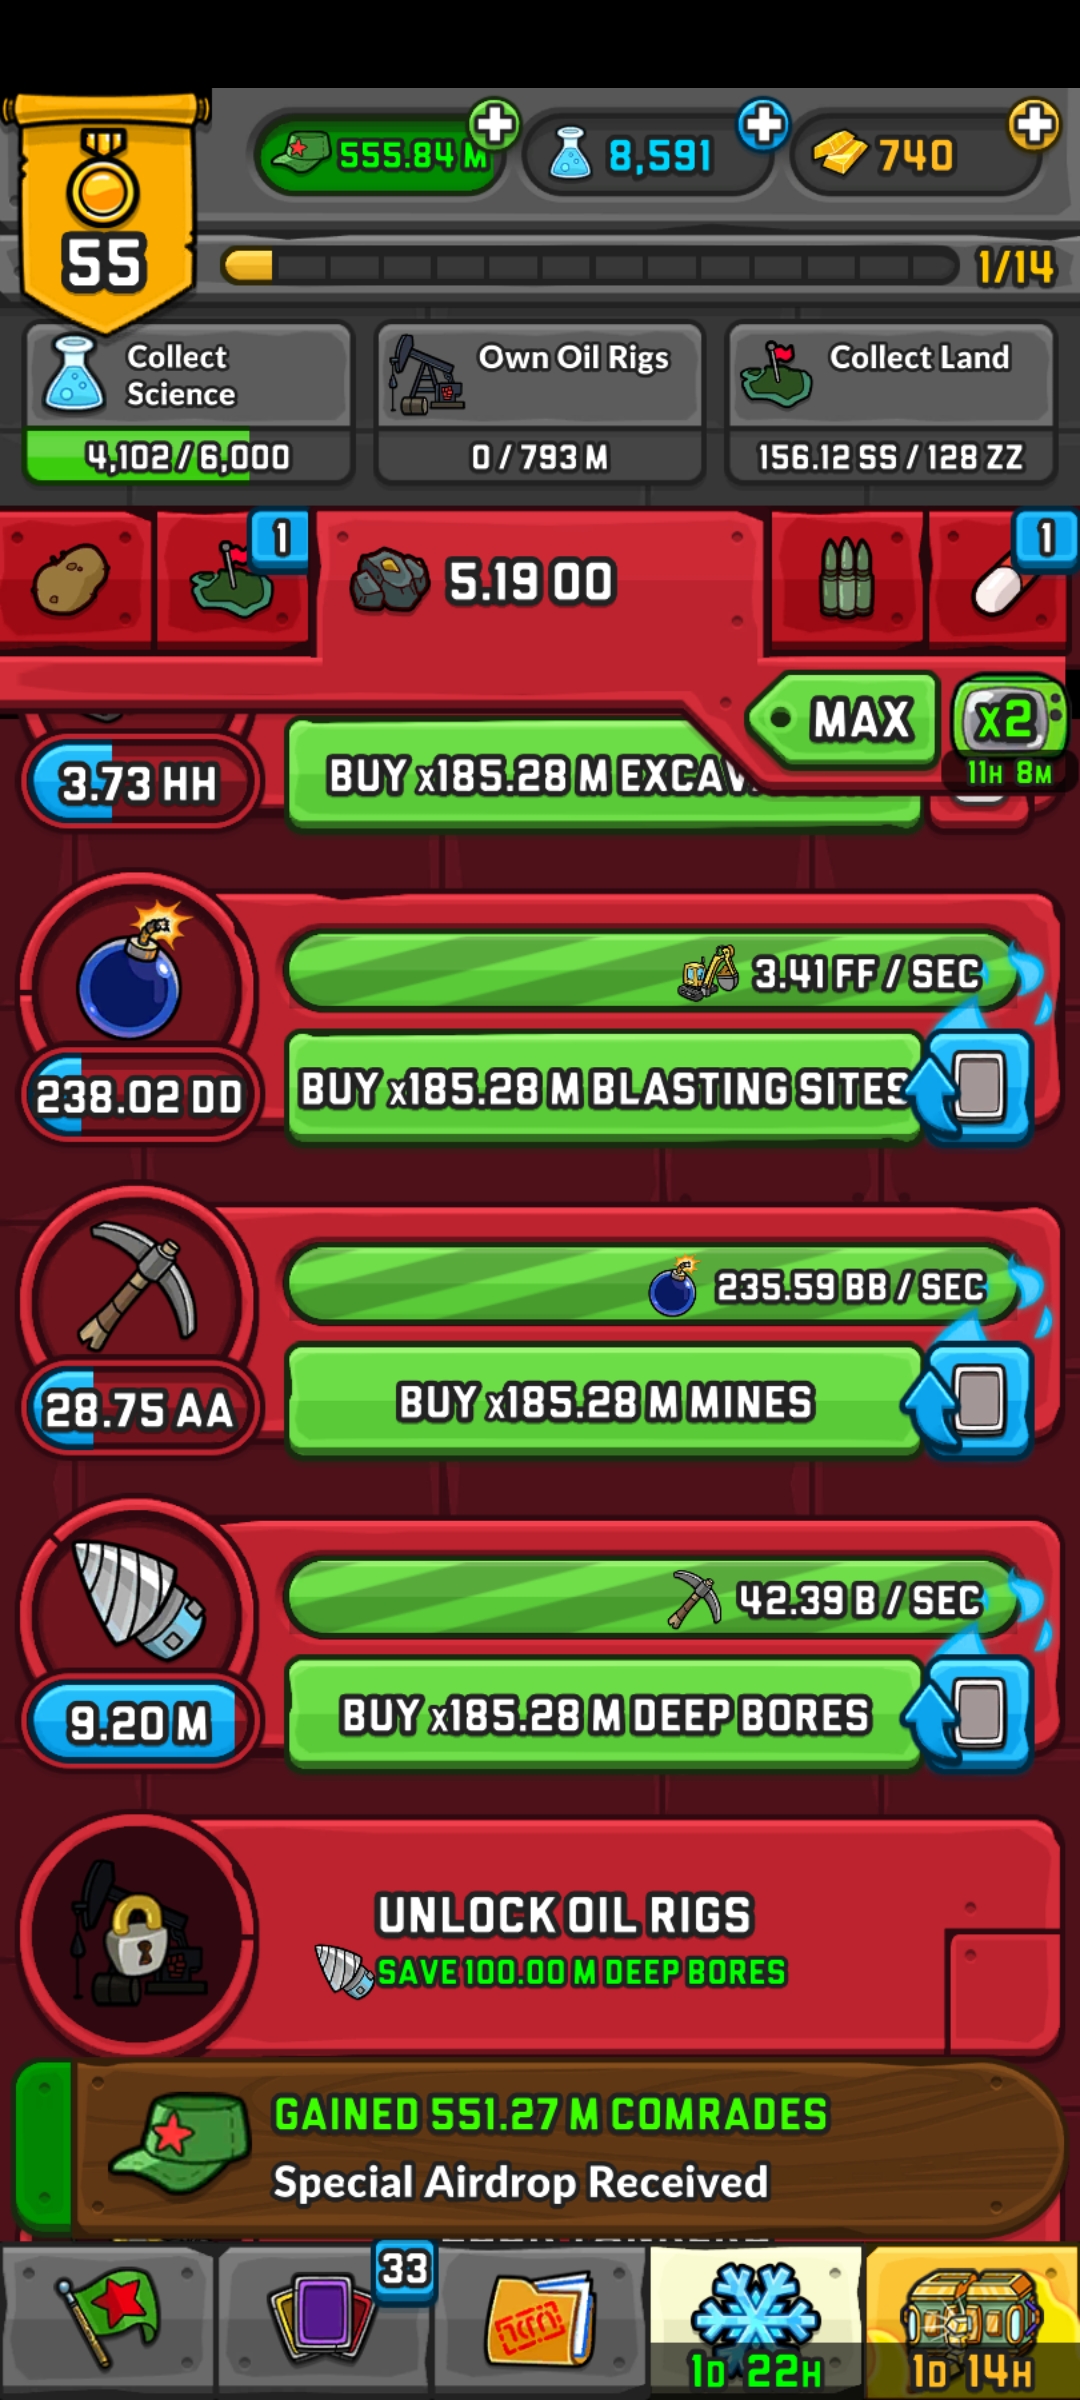 555.84 M
8,591
740
55
1/14
Collect
Science
4,102/6,000
Own Oil Rigs
0/793 M
Collect Land
156.12 SS/128 ZZ
1
5.19 OO
1
MAX
x2
11H 8M
3.73 HH
BUY x185.28 M EXCAV
3.41 FF/SEC
238.02 DD
BUY x185.28 M BLASTING SITES
235.59 BB/SEC
28.75 AA
BUY x185.28 M MINES
42.39 B/SEC
9.20 M
BUY x185.28 M DEEP BORES
UNLOCK OIL RIGS
SAVE 100.00 M DEEP BORES
GAINED 551.27 M COMRADES
Special Airdrop Received
33
1D 22H
1D 14H